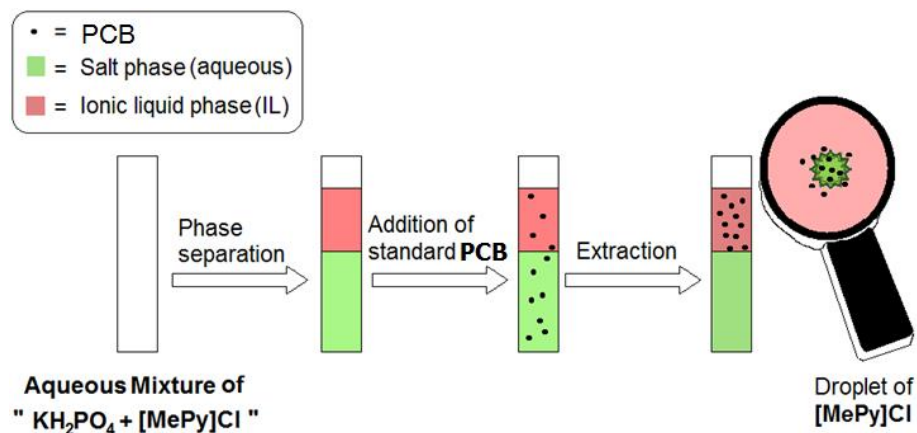 • = PCB
= Salt phase (aqueous)
= Ionic liquid phase (IL)
Phase
separation
Addition of
standard PCB
Extraction
Aqueous Mixture of
" KH₂PO₄ + [MePy]Cl "
Droplet of
[MePy]Cl